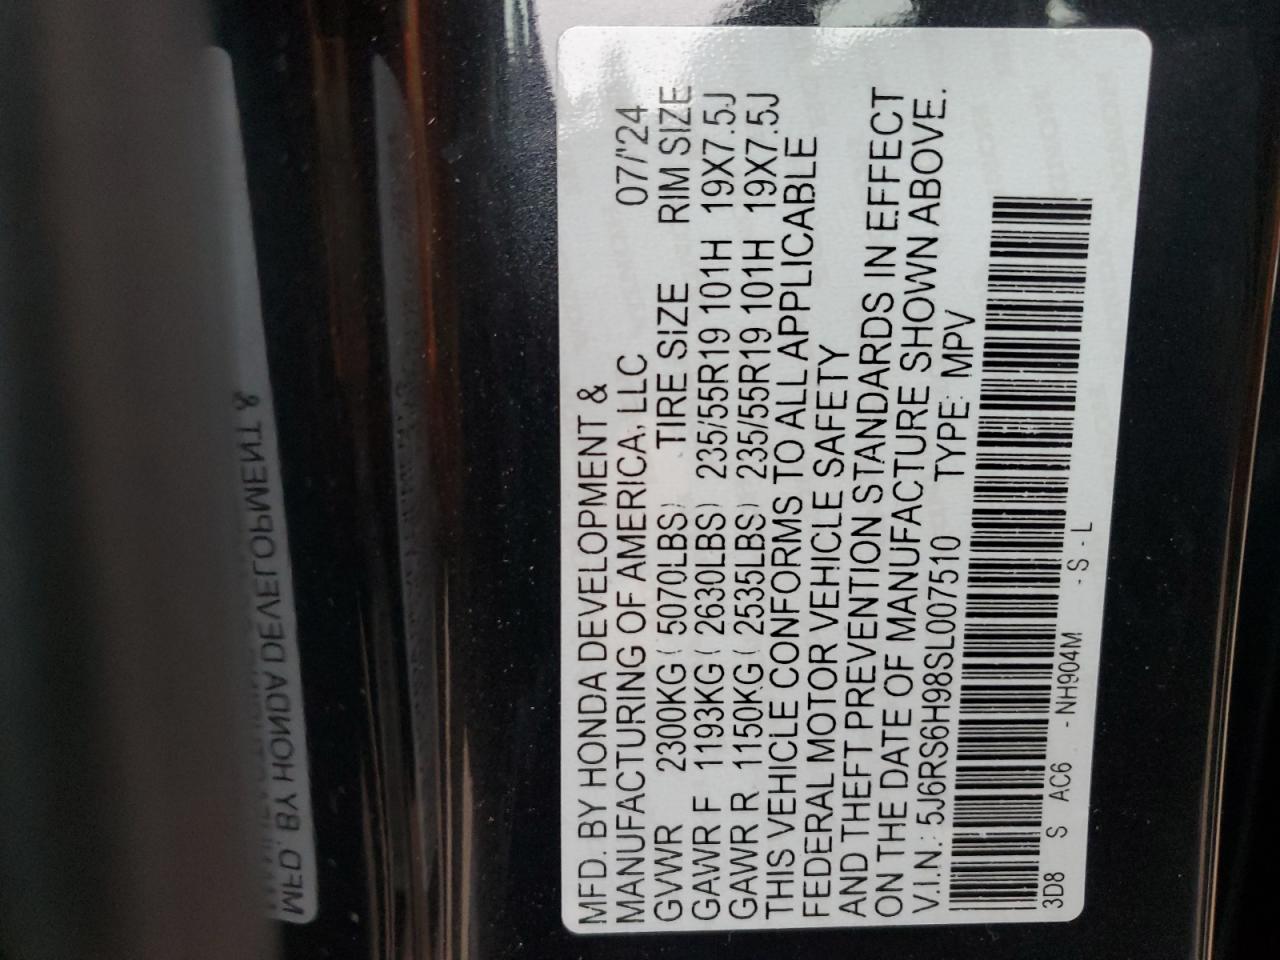 MFD. BY HONDA DEVELOPMENT &
MANUFACTURING OF AMERICA, LLC 07/'24
GVWR 2300KG ( 5070LBS) TIRE SIZE RIM SIZE
GAWR F 1193KG ( 2630LBS) 235/55R19 101H 19X7.5J
GAWR R 1150KG ( 2535LBS) 235/55R19 101H 19X7.5J
THIS VEHICLE CONFORMS TO ALL APPLICABLE
FEDERAL MOTOR VEHICLE SAFETY
AND THEFT PREVENTION STANDARDS IN EFFECT
ON THE DATE OF MANUFACTURE SHOWN ABOVE.
V.I.N.: 5J6RS6H98SL007510 TYPE: MPV
3D8 S AC6 - NH904M - S - L
MFD. BY HONDA DEVELOPMENT &